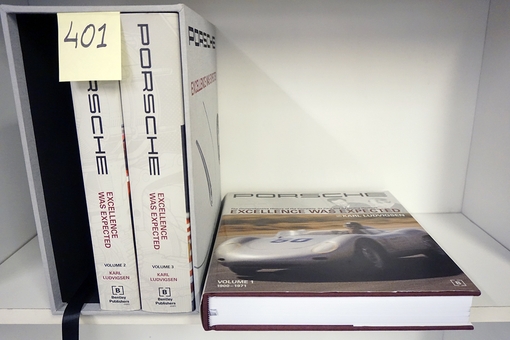 401
PORSCHE
EXCELLENCE
WAS EXPECTED
VOLUME 2
KARL
LUDVIGSEN
B
Bentley
Publishers
PORSCHE
EXCELLENCE
WAS EXPECTED
VOLUME 3
KARL
LUDVIGSEN
B
Bentley
Publishers
PORSCHE
EXCELLENCE WAS EXPECTED
PORSCHE
EXCELLENCE WAS EXPECTED
KARL LUDVIGSEN
VOLUME 1